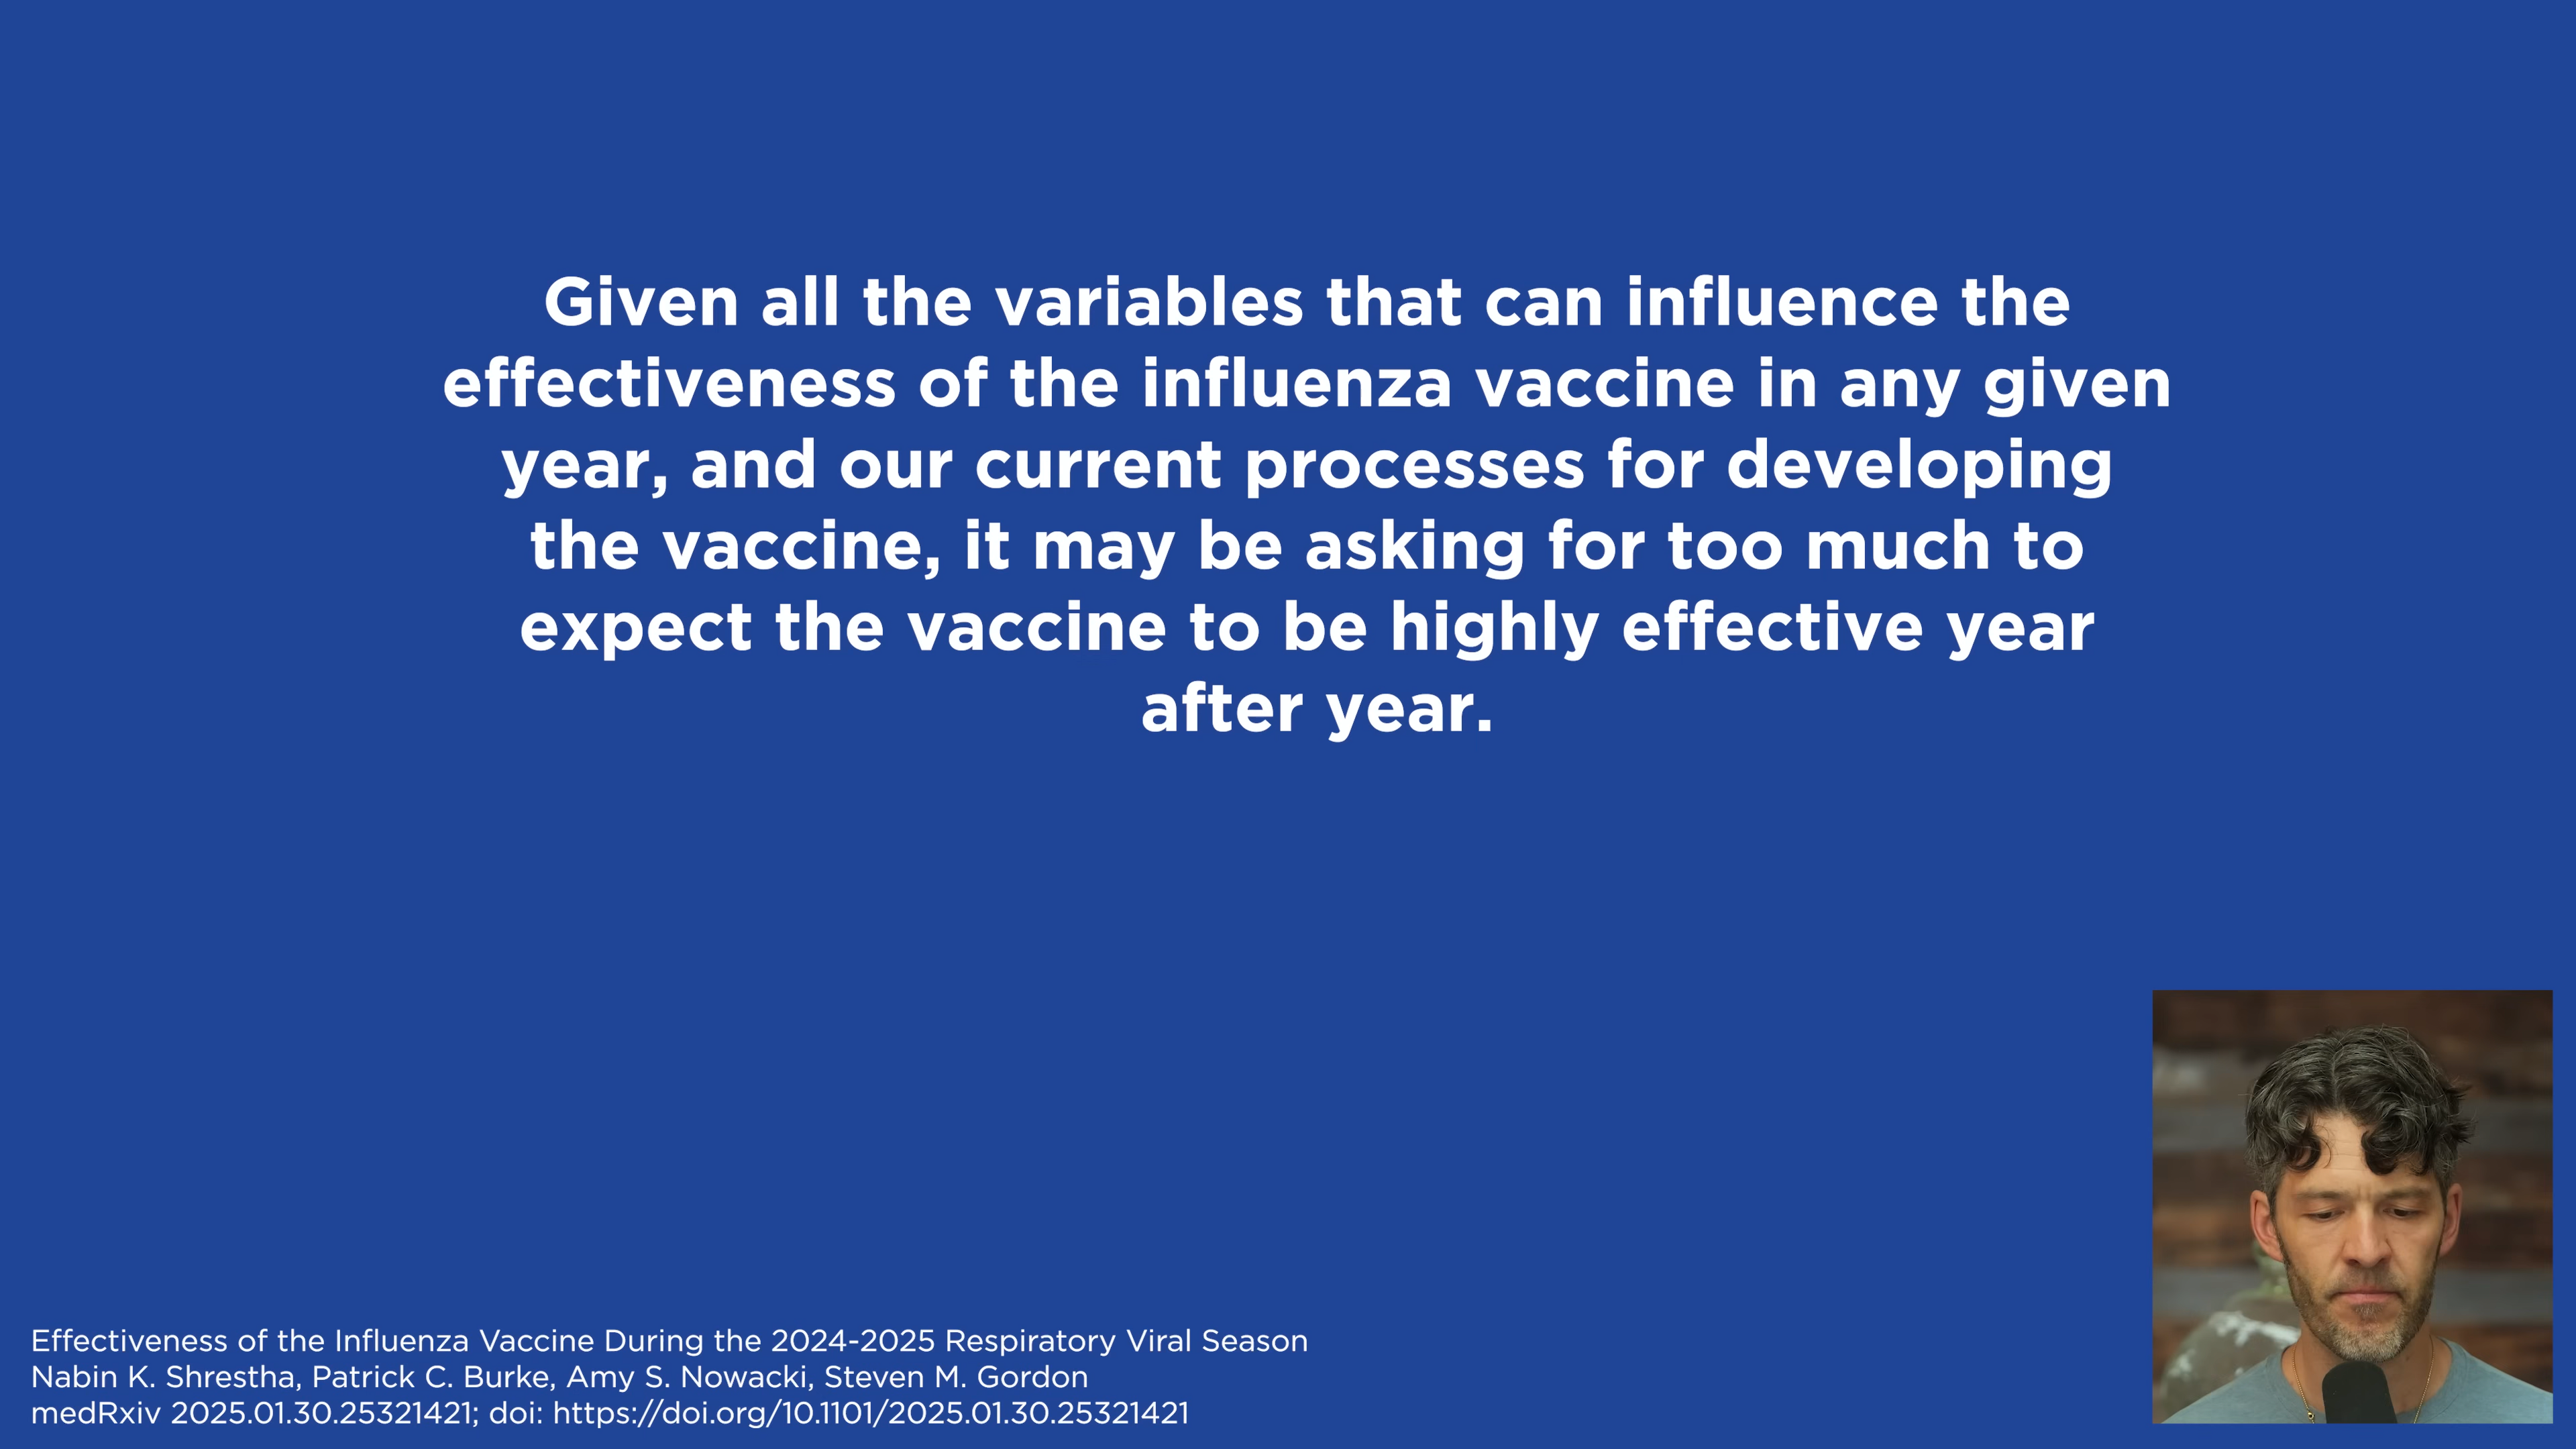 Given all the variables that can influence the
effectiveness of the influenza vaccine in any given
year, and our current processes for developing
the vaccine, it may be asking for too much to
expect the vaccine to be highly effective year
after year.
Effectiveness of the Influenza Vaccine During the 2024-2025 Respiratory Viral Season
Nabin K. Shrestha, Patrick C. Burke, Amy S. Nowacki, Steven M. Gordon
medRxiv 2025.01.30.25321421; doi: https://doi.org/10.1101/2025.01.30.25321421